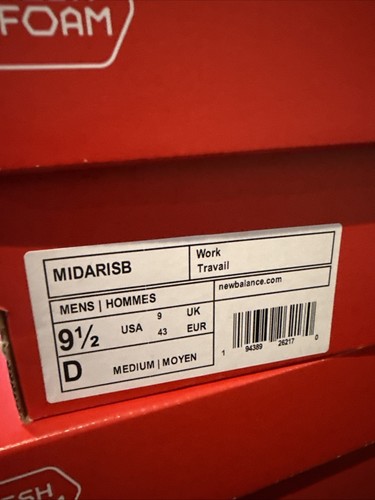 FOAM
MIDARISB
Work
Travail
MENS | HOMMES
newbalance.com
9½ USA 9 UK
43 EUR
D MEDIUM | MOYEN
1 94389 26217 0